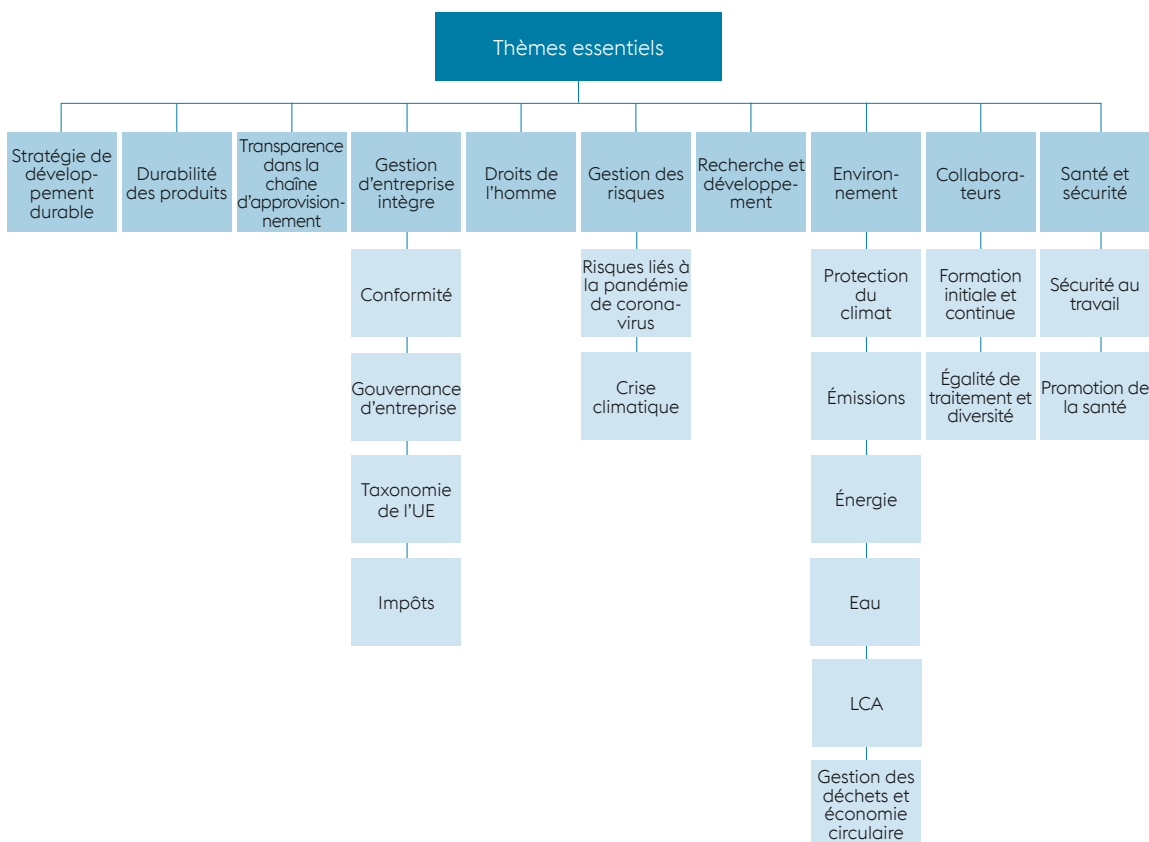 Thèmes essentiels
Stratégie de
dévelop-
pement
durable
Durabilité
des produits
Transparence
dans la
chaîne
d'approvision-
nement
Gestion
d'entreprise
intègre
Droits de
l'homme
Gestion des
risques
Recherche et
développe-
ment
Environ-
nement
Collabora-
teurs
Santé et
sécurité
Conformité
Gouvernance
d'entreprise
Taxonomie
de l'UE
Impôts
Risques liés à
la pandémie
de corona-
virus
Crise
climatique
Protection
du
climat
Émissions
Énergie
Eau
LCA
Gestion des
déchets et
économie
circulaire
Formation
initiale et
continue
Égalité de
traitement et
diversité
Sécurité au
travail
Promotion de
la santé